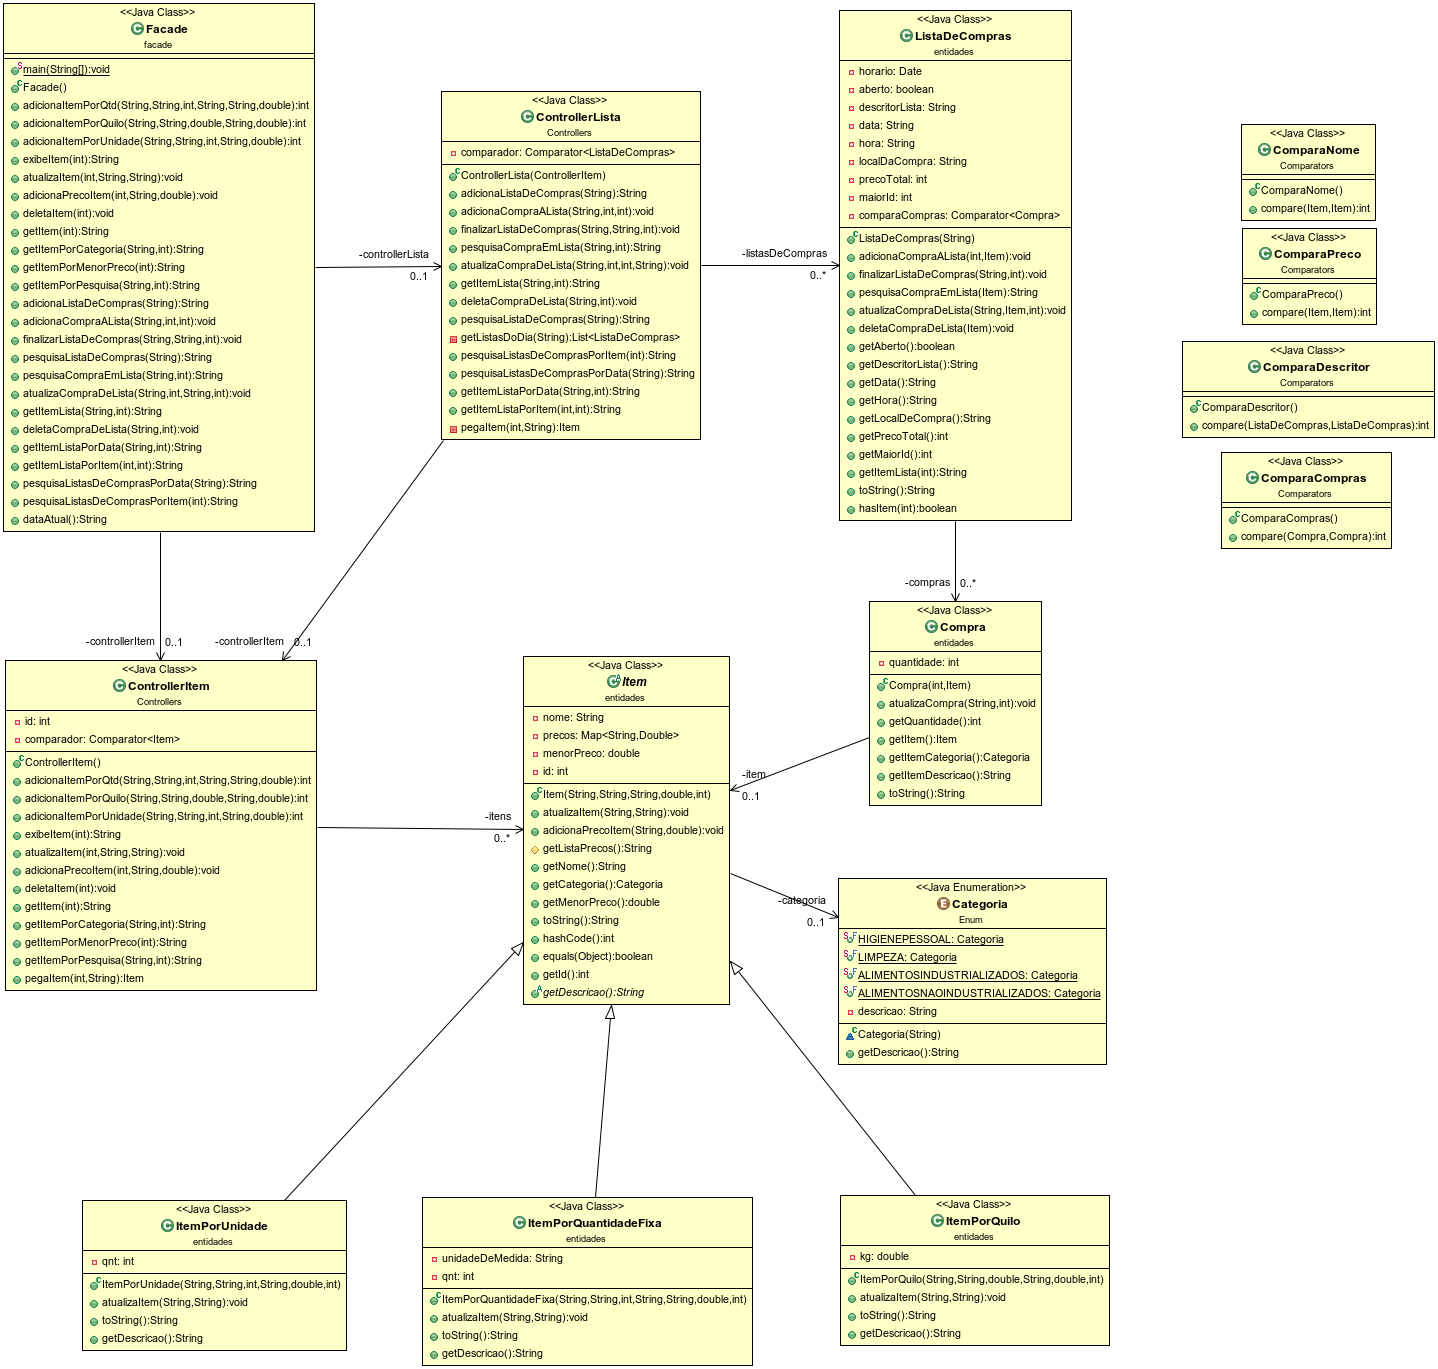 <<Java Class>>
Facade
facade
main(String[]):void
Facade()
adicionaItemPorQtd(String,String,int,String,String,double):int
adicionaItemPorQuilo(String,String,double,String,double):int
adicionaItemPorUnidade(String,String,int,String,double):int
exibeItem(int):String
atualizaItem(int,String,String):void
adicionaPrecoItem(int,String,double):void
deletaItem(int):void
getItem(int):String
getItemPorCategoria(String,int):String
getItemPorMenorPreco(int):String
getItemPorPesquisa(String,int):String
adicionaListaDeCompras(String):String
adicionaCompraALista(String,int,int):void
finalizarListaDeCompras(String,String,int):void
pesquisaListaDeCompras(String):String
pesquisaCompraEmLista(String,int):String
atualizaCompraDeLista(String,int,String,int):void
getItemLista(String,int):String
deletaCompraDeLista(String,int):void
getItemListaPorData(String,int):String
getItemListaPorItem(int,int):String
pesquisaListasDeComprasPorData(String):String
pesquisaListasDeComprasPorItem(int):String
dataAtual():String
-controllerLista
0..1
<<Java Class>>
ControllerLista
Controllers
comparador: Comparator<ListaDeCompras>
ControllerLista(ControllerItem)
adicionaListaDeCompras(String):String
adicionaCompraALista(String,int,int):void
finalizarListaDeCompras(String,String,int):void
pesquisaCompraEmLista(String,int):String
atualizaCompraDeLista(String,int,int,String):void
getItemLista(String,int):String
deletaCompraDeLista(String,int):void
pesquisaListaDeCompras(String):String
getListasDoDia(String):List<ListaDeCompras>
pesquisaListasDeComprasPorItem(int):String
pesquisaListasDeComprasPorData(String):String
getItemListaPorData(String,int):String
getItemListaPorItem(int,int):String
pegaItem(int,String):Item
-listasDeCompras
0..*
<<Java Class>>
ListaDeCompras
entidades
horario: Date
aberto: boolean
descritorLista: String
data: String
hora: String
localDaCompra: String
precoTotal: int
maiorId: int
comparaCompras: Comparator<Compra>
ListaDeCompras(String)
adicionaCompraALista(int,Item):void
finalizarListaDeCompras(String,int):void
pesquisaCompraEmLista(Item):String
atualizaCompraDeLista(String,Item,int):void
deletaCompraDeLista(Item):void
getAberto():boolean
getDescritorLista():String
getData():String
getHora():String
getLocalDeCompra():String
getPrecoTotal():int
getMaiorId():int
getItemLista(int):String
toString():String
hasItem(int):boolean
<<Java Class>>
ComparaNome
Comparators
ComparaNome()
compare(Item,Item):int
<<Java Class>>
ComparaPreco
Comparators
ComparaPreco()
compare(Item,Item):int
<<Java Class>>
ComparaDescritor
Comparators
ComparaDescritor()
compare(ListaDeCompras,ListaDeCompras):int
<<Java Class>>
ComparaCompras
Comparators
ComparaCompras()
compare(Compra,Compra):int
-controllerItem
0..1
-controllerItem
0..1
-compras
0..*
<<Java Class>>
ControllerItem
Controllers
id: int
comparador: Comparator<Item>
ControllerItem()
adicionaItemPorQtd(String,String,int,String,String,double):int
adicionaItemPorQuilo(String,String,double,String,double):int
adicionaItemPorUnidade(String,String,int,String,double):int
exibeItem(int):String
atualizaItem(int,String,String):void
adicionaPrecoItem(int,String,double):void
deletaItem(int):void
getItem(int):String
getItemPorCategoria(String,int):String
getItemPorMenorPreco(int):String
getItemPorPesquisa(String,int):String
pegaItem(int,String):Item
-itens
0..*
<<Java Class>>
Item
entidades
nome: String
precos: Map<String,Double>
menorPreco: double
id: int
Item(String,String,String,double,int)
atualizaItem(String,String):void
adicionaPrecoItem(String,double):void
getListaPrecos():String
getNome():String
getCategoria():Categoria
getMenorPreco():double
toString():String
hashCode():int
equals(Object):boolean
getId():int
getDescricao():String
<<Java Class>>
Compra
entidades
quantidade: int
Compra(int,Item)
atualizaCompra(String,int):void
getQuantidade():int
getItem():Item
getItemCategoria():Categoria
getItemDescricao():String
toString():String
-item
0..1
-categoria
0..1
<<Java Enumeration>>
Categoria
Enum
HIGIENEPESSOAL: Categoria
LIMPEZA: Categoria
ALIMENTOSINDUSTRIALIZADOS: Categoria
ALIMENTOSNAOINDUSTRIALIZADOS: Categoria
descricao: String
Categoria(String)
getDescricao():String
<<Java Class>>
ItemPorUnidade
entidades
qnt: int
ItemPorUnidade(String,String,int,String,double,int)
atualizaItem(String,String):void
toString():String
getDescricao():String
<<Java Class>>
ItemPorQuantidadeFixa
entidades
unidadeDeMedida: String
qnt: int
ItemPorQuantidadeFixa(String,String,int,String,String,double,int)
atualizaItem(String,String):void
toString():String
getDescricao():String
<<Java Class>>
ItemPorQuilo
entidades
kg: double
ItemPorQuilo(String,String,double,String,double,int)
atualizaItem(String,String):void
toString():String
getDescricao():String